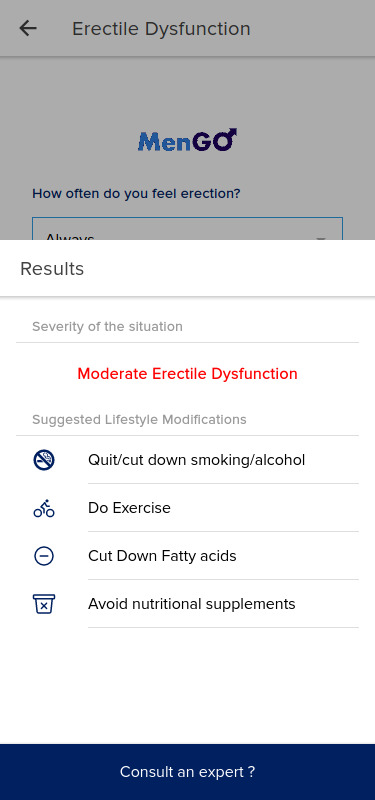 Erectile Dysfunction
MenGO
How often do you feel erection?
Always
Results
Severity of the situation
Moderate Erectile Dysfunction
Suggested Lifestyle Modifications
Quit/cut down smoking/alcohol
Do Exercise
Cut Down Fatty acids
Avoid nutritional supplements
Consult an expert ?